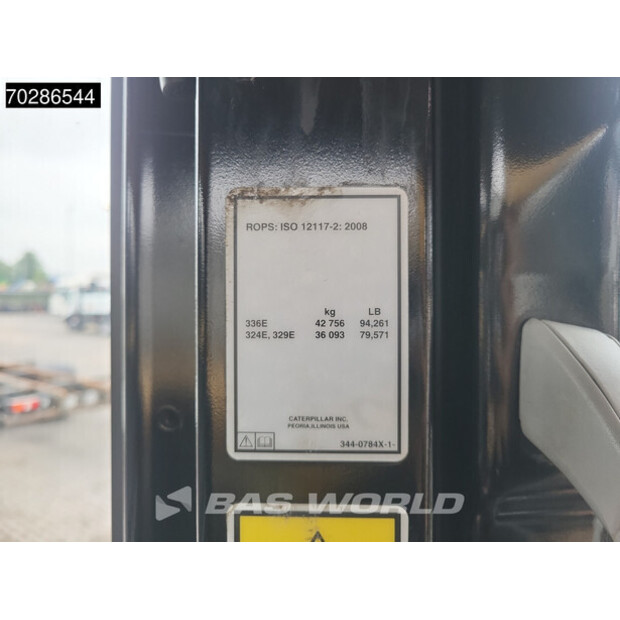 70286544
ROPS: ISO 12117-2: 2008
kg LB
336E 42 756 94,261
324E, 329E 36 093 79,571
CATERPILLAR INC.
PEORIA,ILLINOIS USA
344-0784X-1-
BAS WORLD